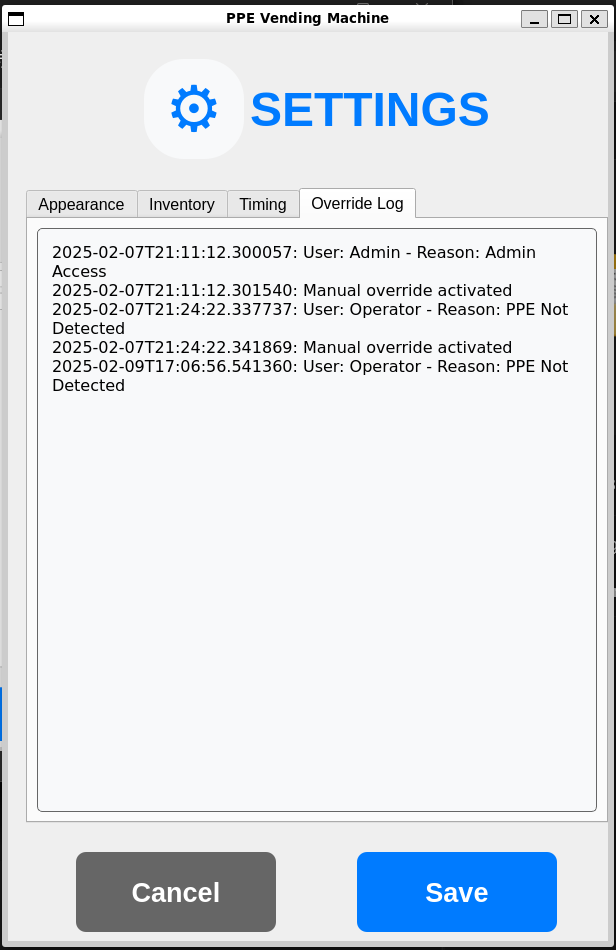 PPE Vending Machine
SETTINGS
Appearance
Inventory
Timing
Override Log
2025-02-07T21:11:12.300057: User: Admin - Reason: Admin
Access
2025-02-07T21:11:12.301540: Manual override activated
2025-02-07T21:24:22.337737: User: Operator - Reason: PPE Not
Detected
2025-02-07T21:24:22.341869: Manual override activated
2025-02-09T17:06:56.541360: User: Operator - Reason: PPE Not
Detected
Cancel
Save